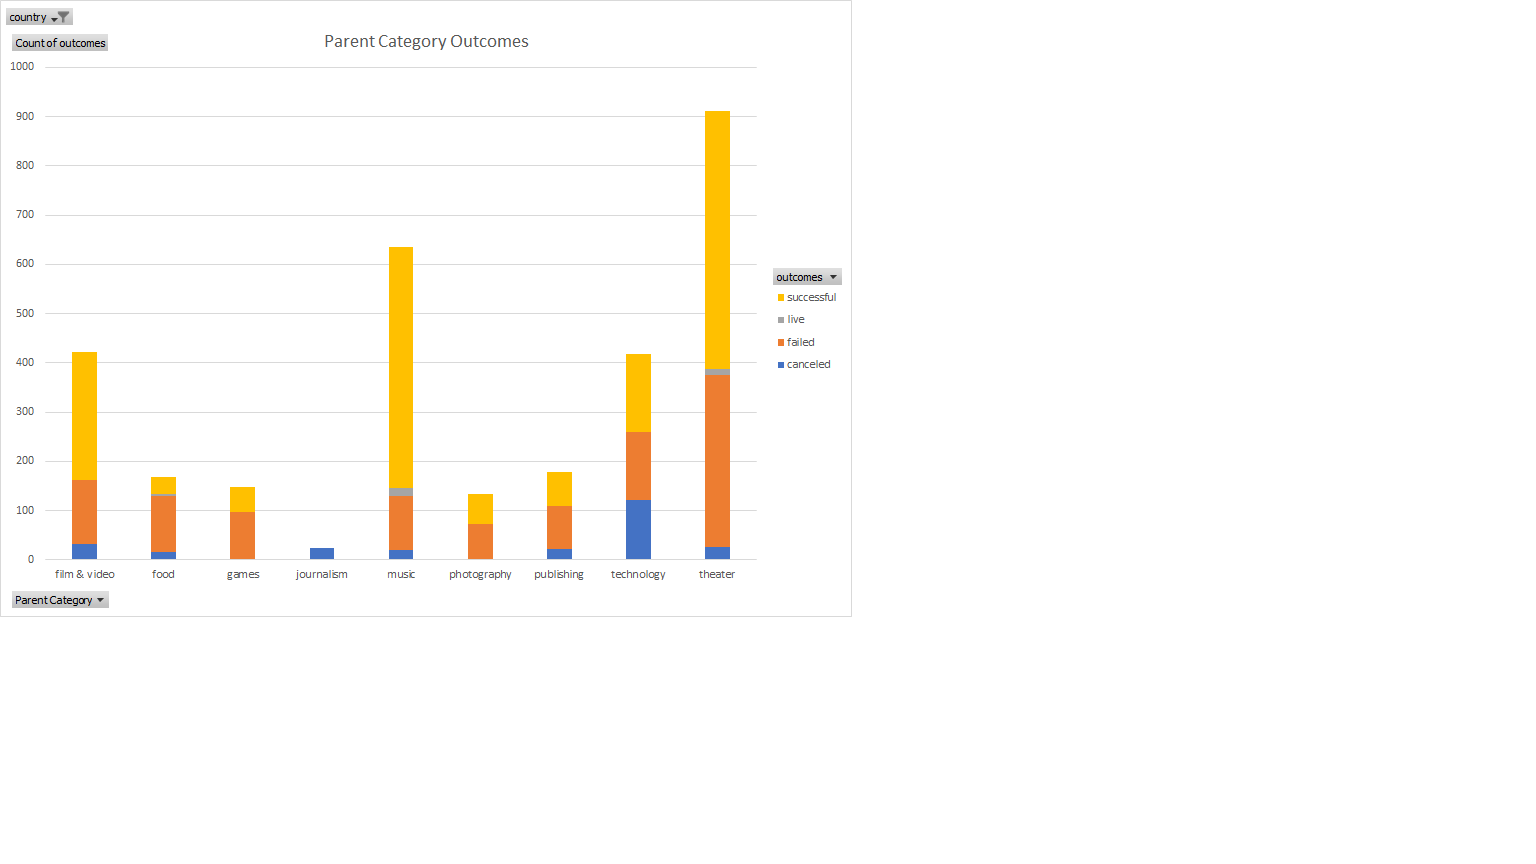 country
Count of outcomes
Parent Category Outcomes
1000
900
800
700
600
500
400
300
200
100
0
film & video food games journalism music photography publishing technology theater
outcomes
successful
live
failed
canceled
Parent Category